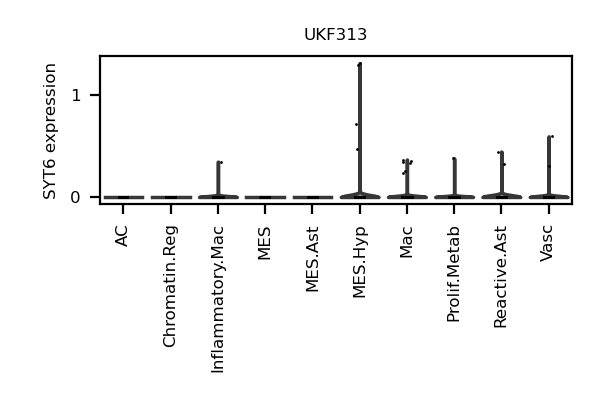 UKF313
SYT6 expression
1
0
AC
Chromatin.Reg
Inflammatory.Mac
MES
MES.Ast
MES.Hyp
Mac
Prolif.Metab
Reactive.Ast
Vasc